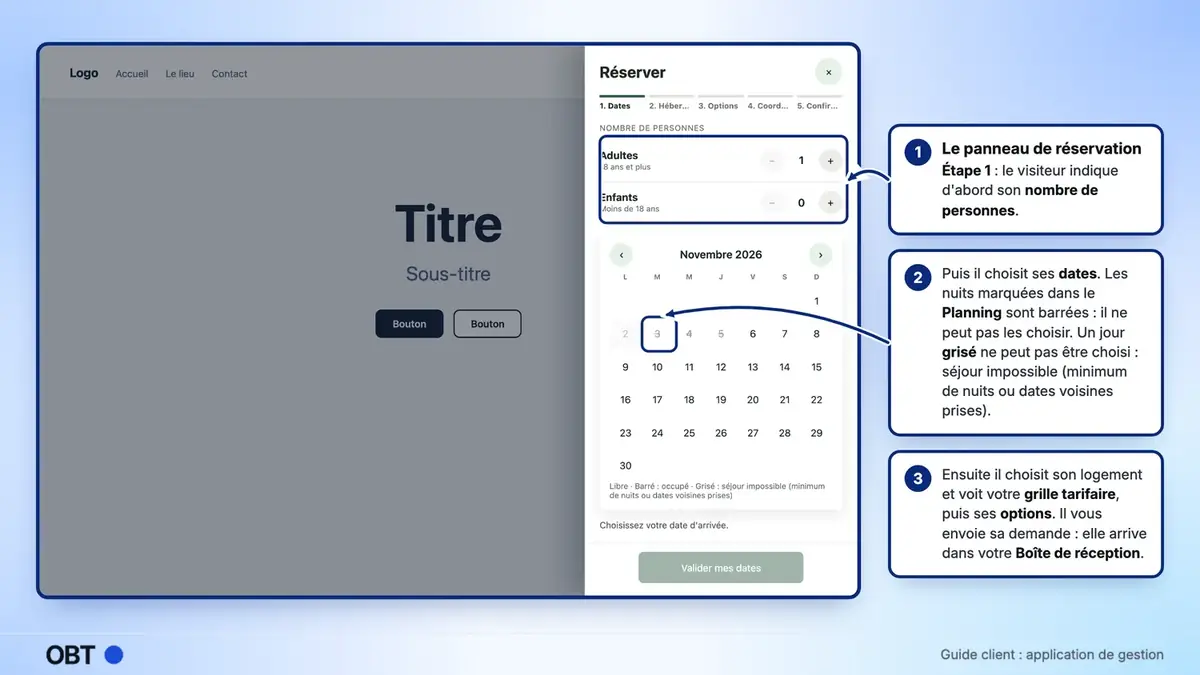 Logo
Accueil
Le lieu
Contact
Titre
Sous-titre
Bouton
Bouton
Réserver
×
1. Dates
2. Héber...
3. Options
4. Coord...
5. Confir...
NOMBRE DE PERSONNES
Adultes
8 ans et plus
− 1 +
Enfants
Moins de 18 ans
− 0 +
‹ Novembre 2026 ›
L M M J V S D
1
2 3 4 5 6 7 8
9 10 11 12 13 14 15
16 17 18 19 20 21 22
23 24 25 26 27 28 29
30
Libre · Barré : occupé · Grisé : séjour impossible (minimum
de nuits ou dates voisines prises)
Choisissez votre date d'arrivée.
Valider mes dates
1
Le panneau de réservation
Étape 1 : le visiteur indique
d'abord son nombre de
personnes.
2
Puis il choisit ses dates. Les
nuits marquées dans le
Planning sont barrées : il ne
peut pas les choisir. Un jour
grisé ne peut pas être choisi :
séjour impossible (minimum
de nuits ou dates voisines
prises).
3
Ensuite il choisit son logement
et voit votre grille tarifaire,
puis ses options. Il vous
envoie sa demande : elle arrive
dans votre Boîte de réception.
OBT
Guide client : application de gestion